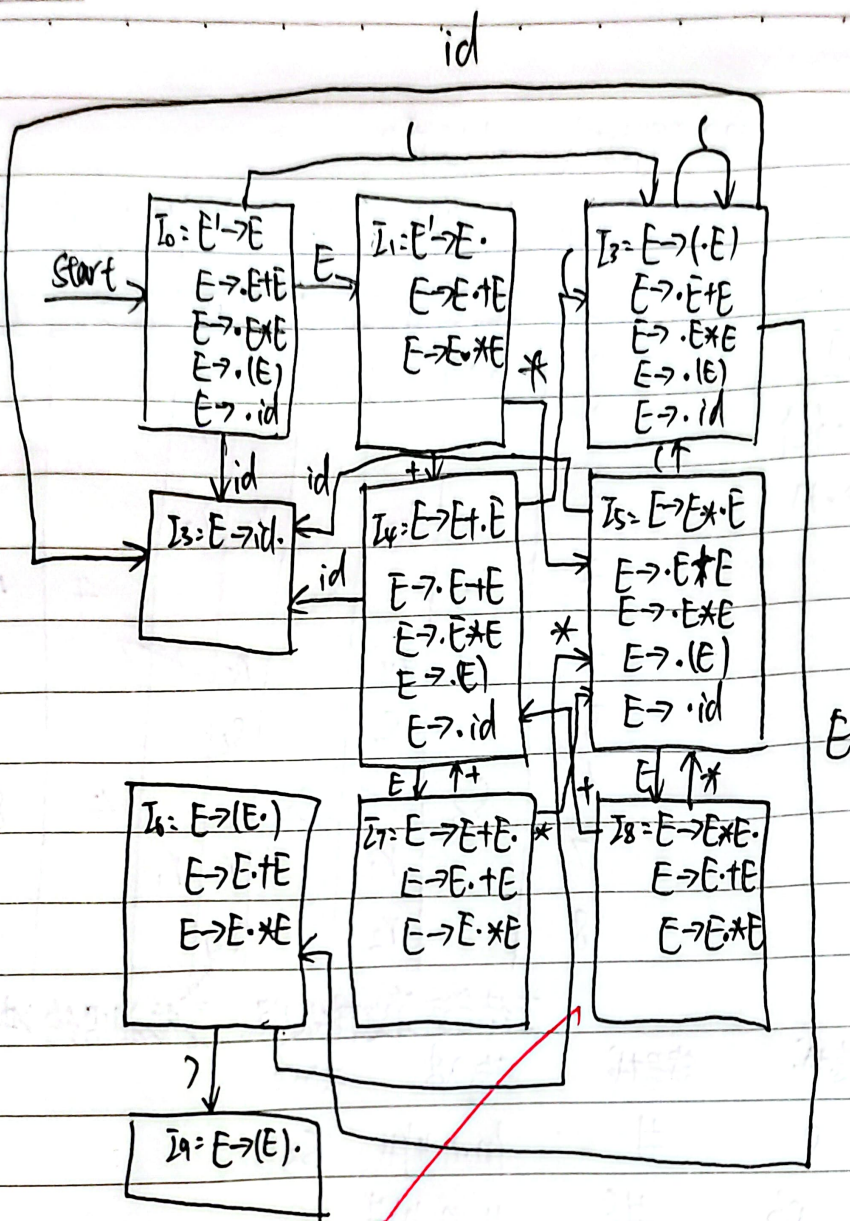 id
(
(
I₀ = E'→E
E→.E+E
E→.E*E
E→.(E)
E→.id
start
E
I₁ = E'→E.
E→E.+E
E→E.*E
*
(
I₃ = E→(.E)
E→.E+E
E→.E*E
E→.(E)
E→.id
id
id
+
(
I₃ = E→id.
id
I₄ = E→E+.E
E→.E+E
E→.E*E
E→.(E)
E→.id
I₅ = E→E*.E
E→.E+E
E→.E*E
E→.(E)
E→.id
*
E
E
+
+
E
*
I₆ = E→(E.)
E→E.+E
E→E.*E
I₇ = E→E+E.
E→E.+E
E→E.*E
*
I₈ = E→E*E.
E→E.+E
E→E.*E
)
I₉ = E→(E).